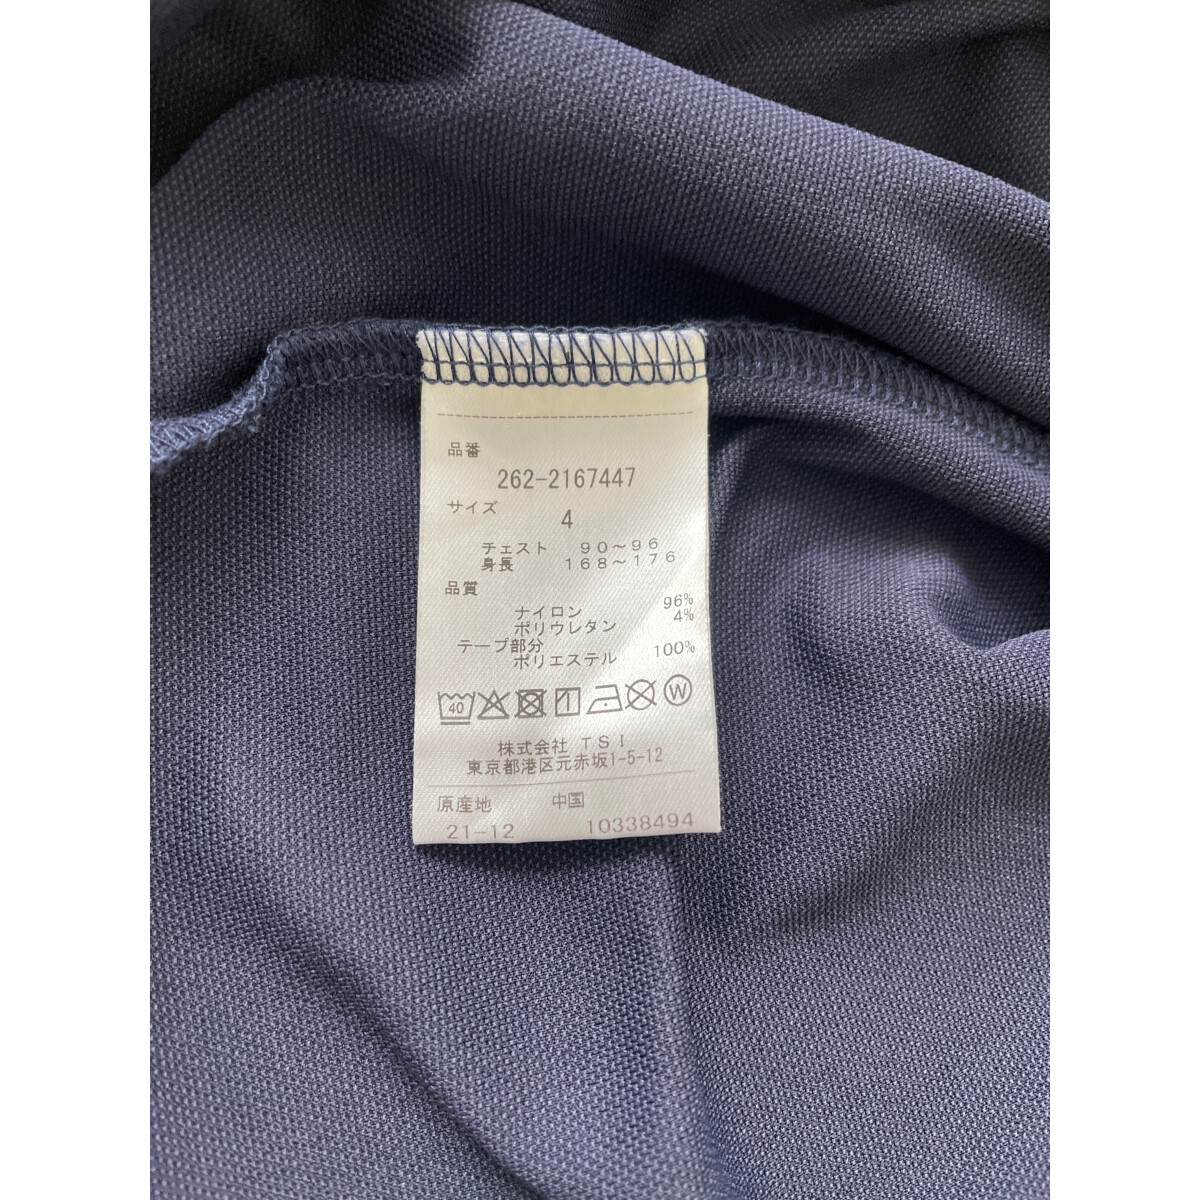 品番
262-2167447
サイズ
4
チェスト 90～96
身長 168～176
品質
ナイロン 96%
ポリウレタン 4%
テープ部分
ポリエステル 100%
40 W
株式会社 TSI
東京都港区元赤坂1-5-12
原産地 中国
21-12 10338494